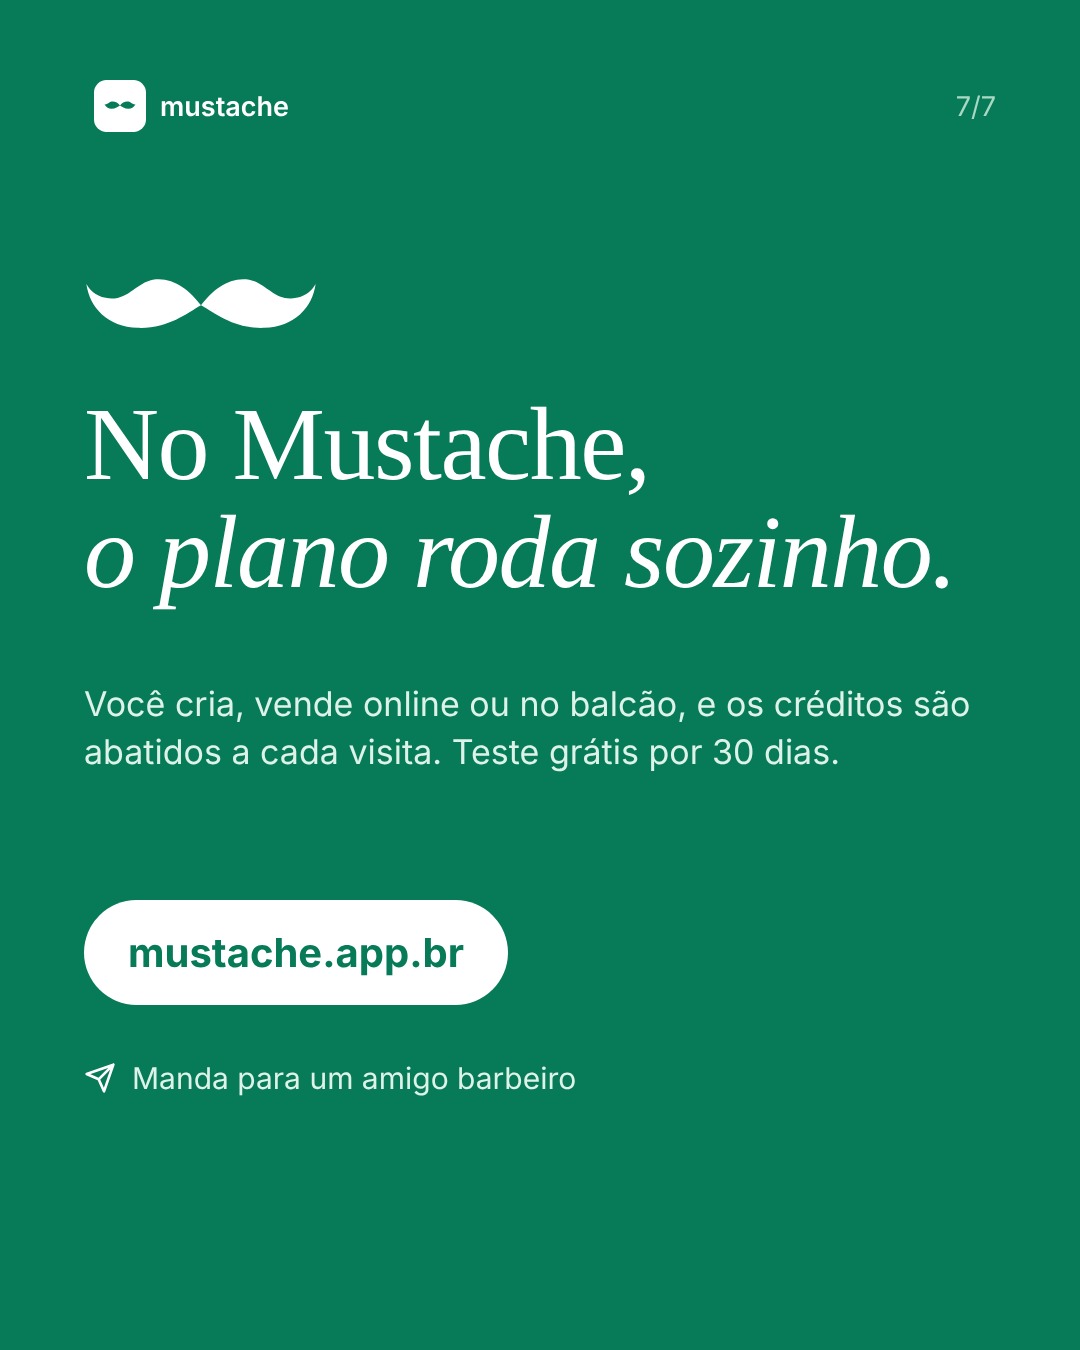 mustache
7/7
No Mustache,
o plano roda sozinho.
Você cria, vende online ou no balcão, e os créditos são
abatidos a cada visita. Teste grátis por 30 dias.
mustache.app.br
Manda para um amigo barbeiro